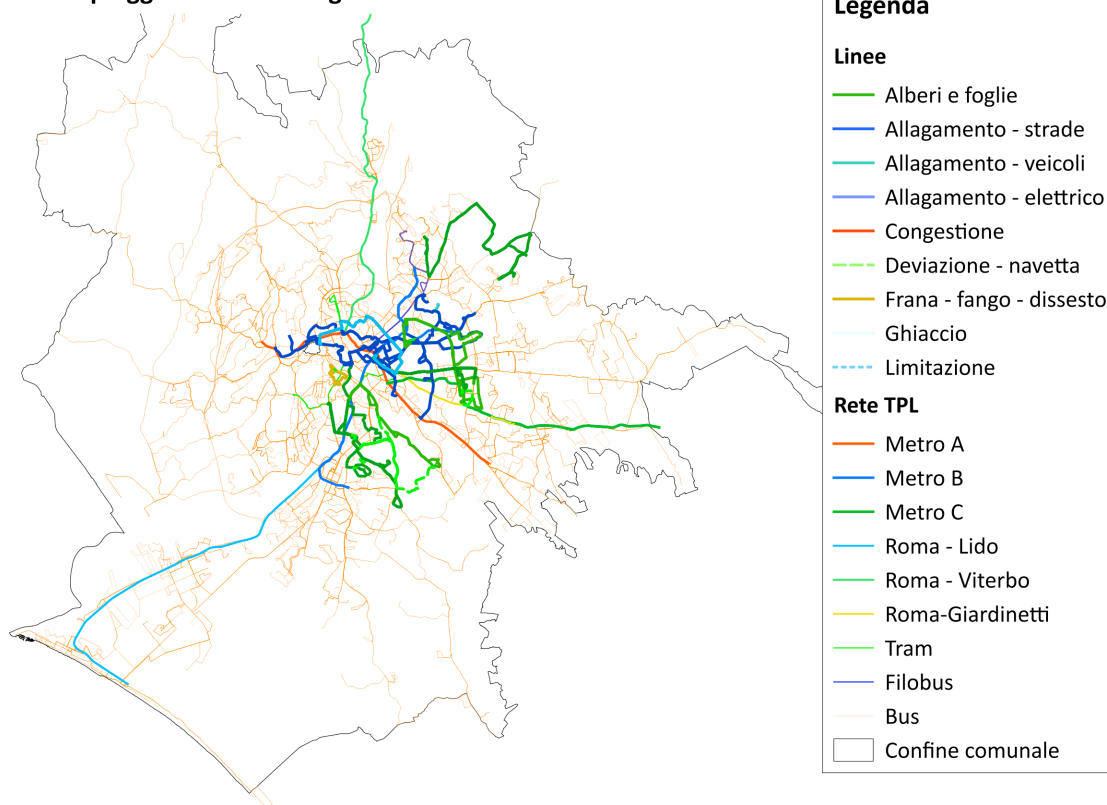 Legenda
Linee
Alberi e foglie
Allagamento - strade
Allagamento - veicoli
Allagamento - elettrico
Congestione
Deviazione - navetta
Frana - fango - dissesto
Ghiaccio
Limitazione
Rete TPL
Metro A
Metro B
Metro C
Roma - Lido
Roma - Viterbo
Roma-Giardinetti
Tram
Filobus
Bus
Confine comunale